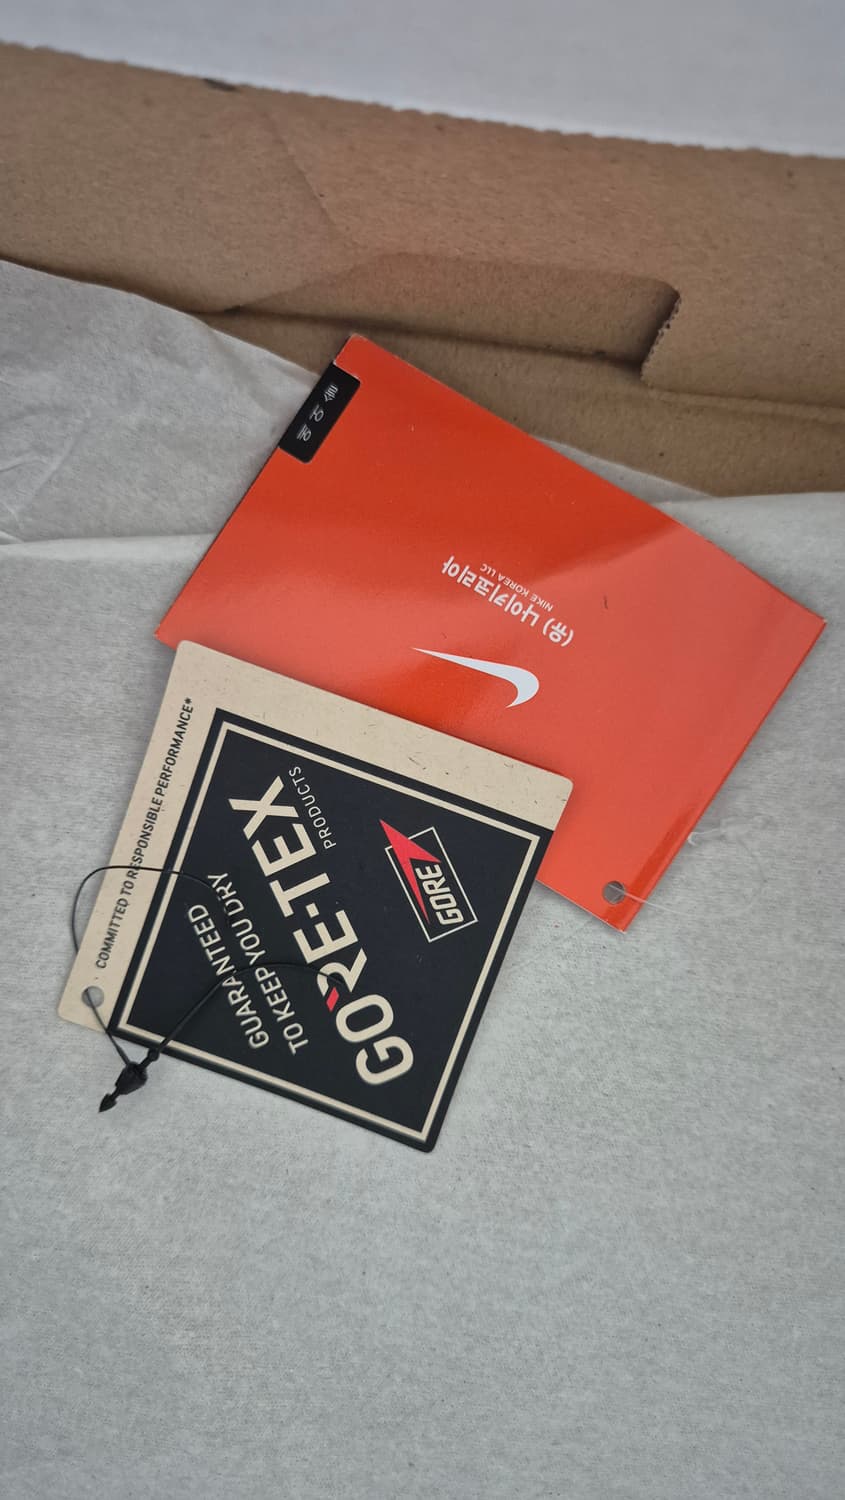 (유) 나이키코리아
NIKE KOREA LLC
COMMITTED TO RESPONSIBLE PERFORMANCE*
GUARANTEED
TO KEEP YOU DRY
GORE-TEX
PRODUCTS
GORE